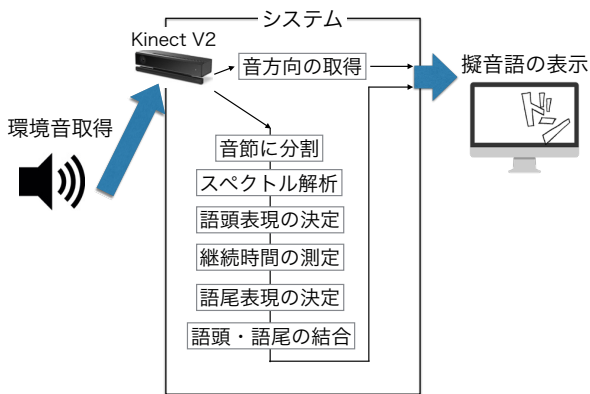 システム
Kinect V2
音方向の取得
擬音語の表示
環境音取得
音節に分割
スペクトル解析
語頭表現の決定
継続時間の測定
語尾表現の決定
語頭・語尾の結合